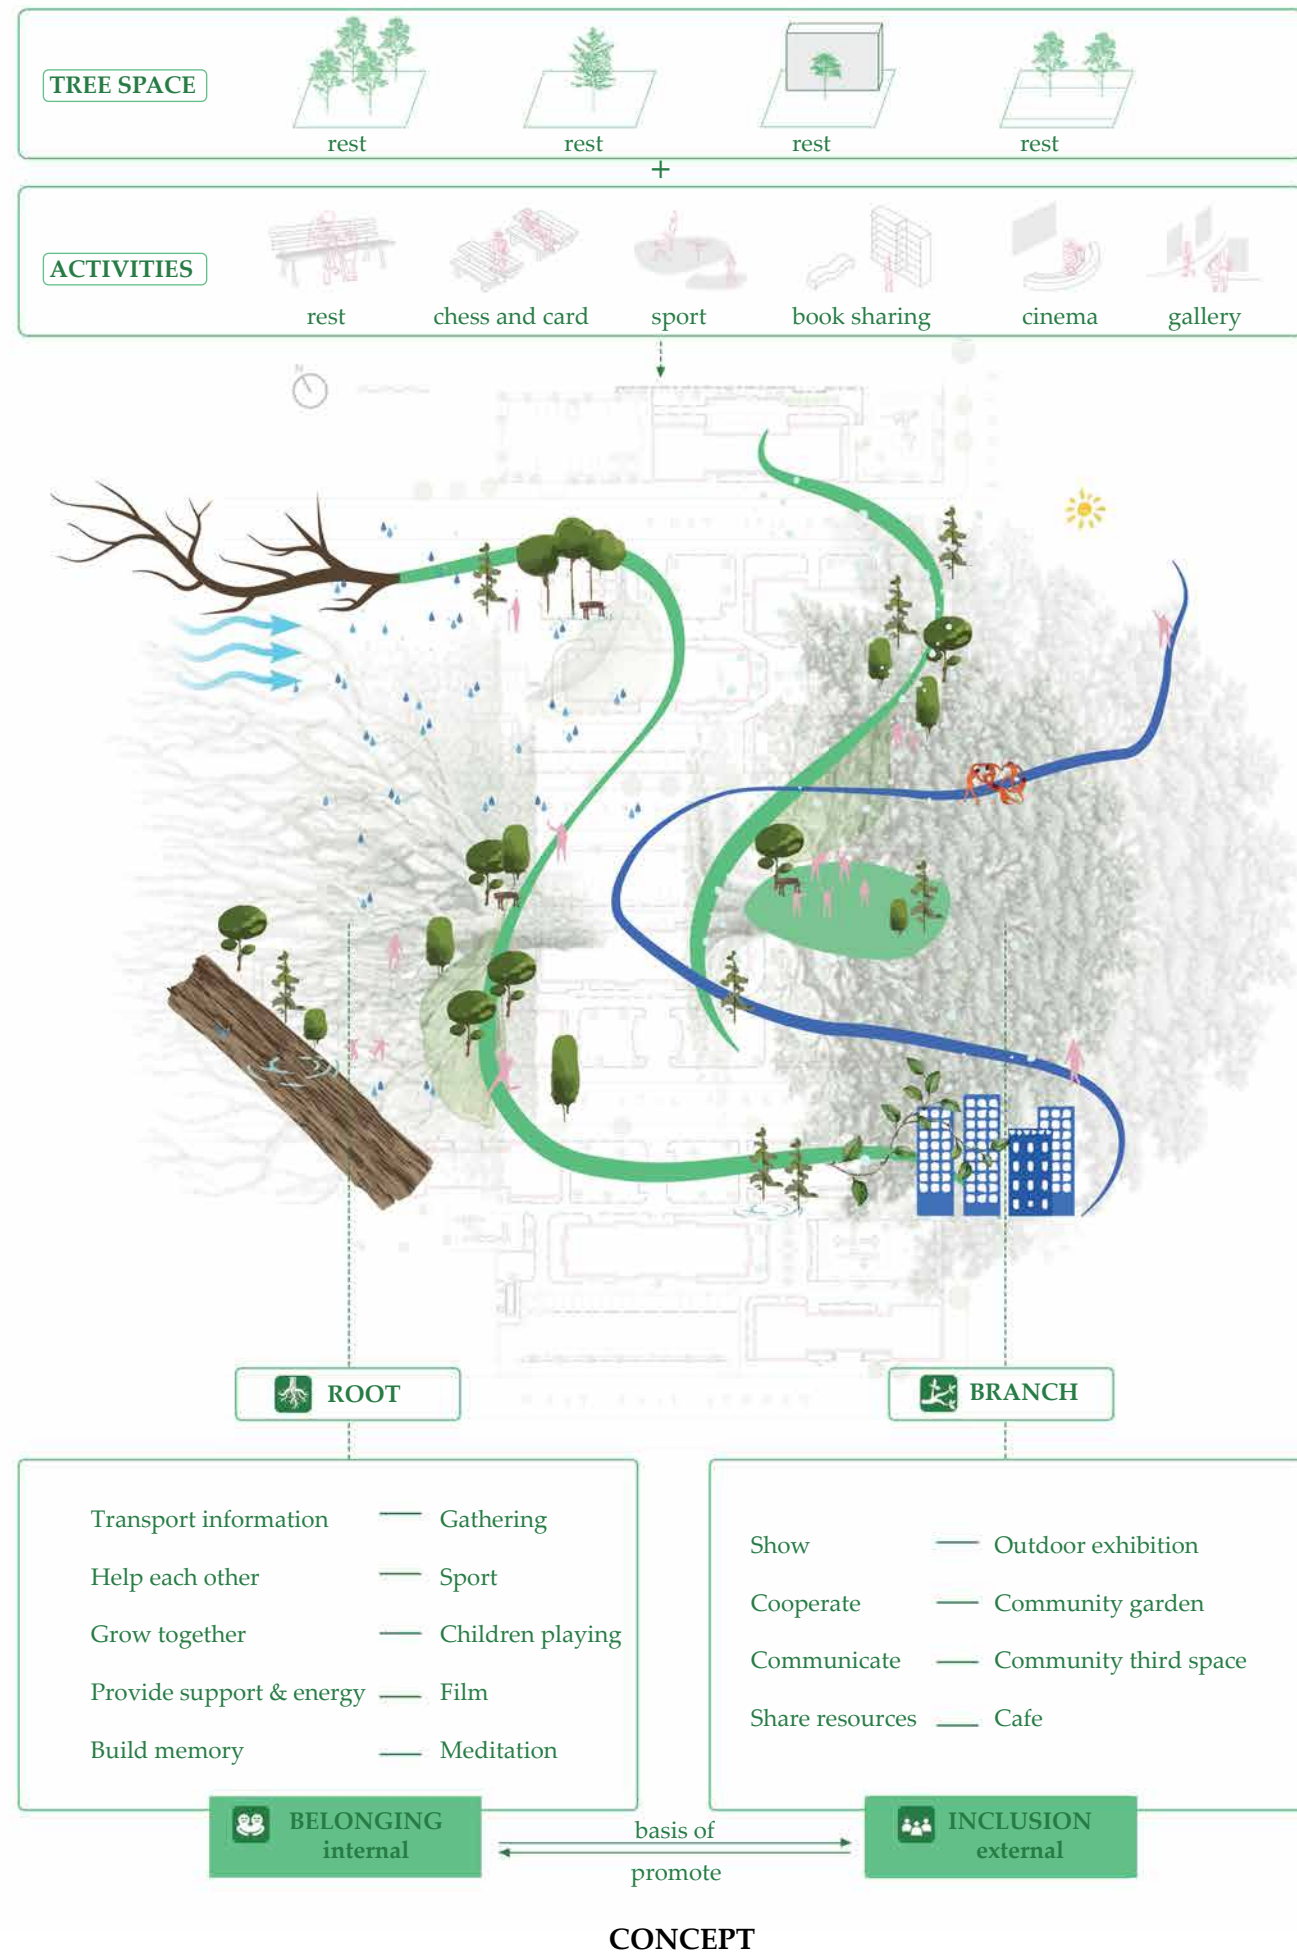 TREE SPACE
rest
rest
rest
rest
+
ACTIVITIES
rest
chess and card
sport
book sharing
cinema
gallery
N
ROOT
BRANCH
Transport information
Gathering
Help each other
Sport
Grow together
Children playing
Provide support & energy
Film
Build memory
Meditation
Show
Outdoor exhibition
Cooperate
Community garden
Communicate
Community third space
Share resources
Cafe
BELONGING
internal
basis of
promote
INCLUSION
external
CONCEPT